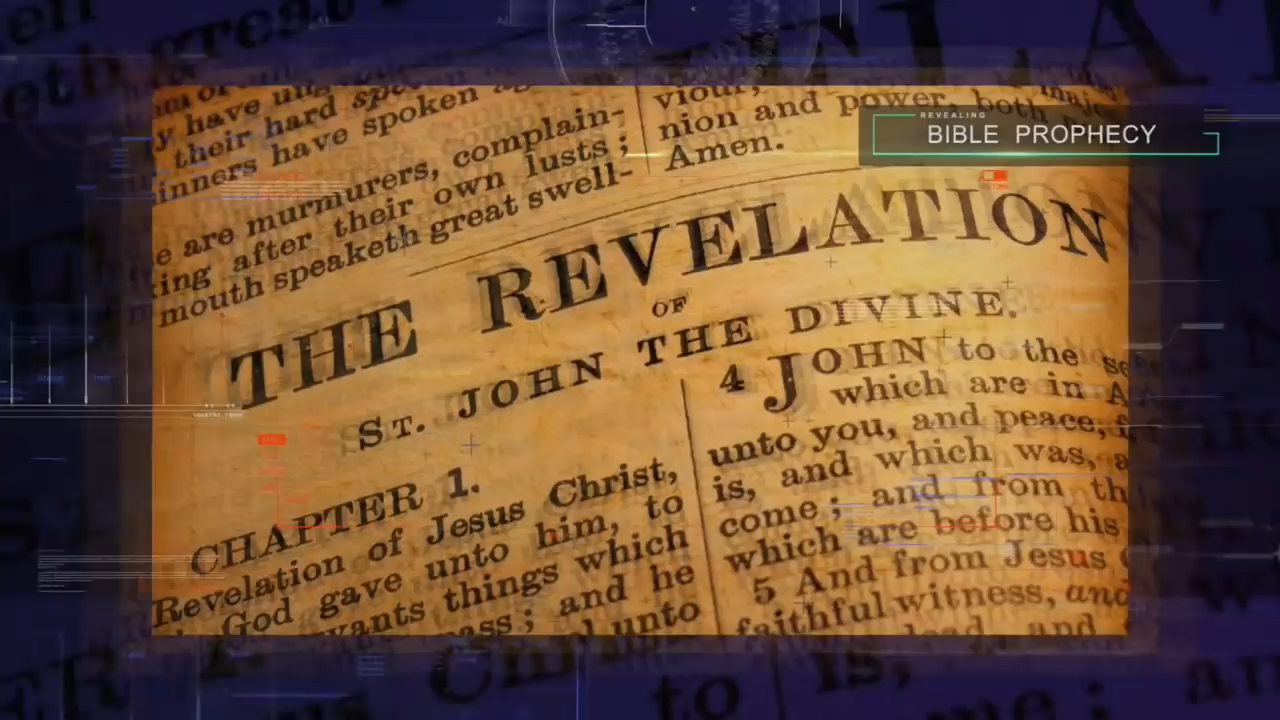 REVEALING
BIBLE PROPHECY
y have
their hard
inners have spoken
e are murmurers, complain-
ing after their own lusts;
mouth speaketh great swell-
viour,
nion and power, both
Amen.
THE REVELATION
OF
ST. JOHN THE DIVINE.
CHAPTER 1.
Revelation of Jesus Christ,
God gave unto him, to
vants things which
ass; and he
unto
4 JOHN to the se
which are in A
unto you, and peace, f
is, and which was, a
come; and from th
which are before his
5 And from Jesus
faithful witness, and